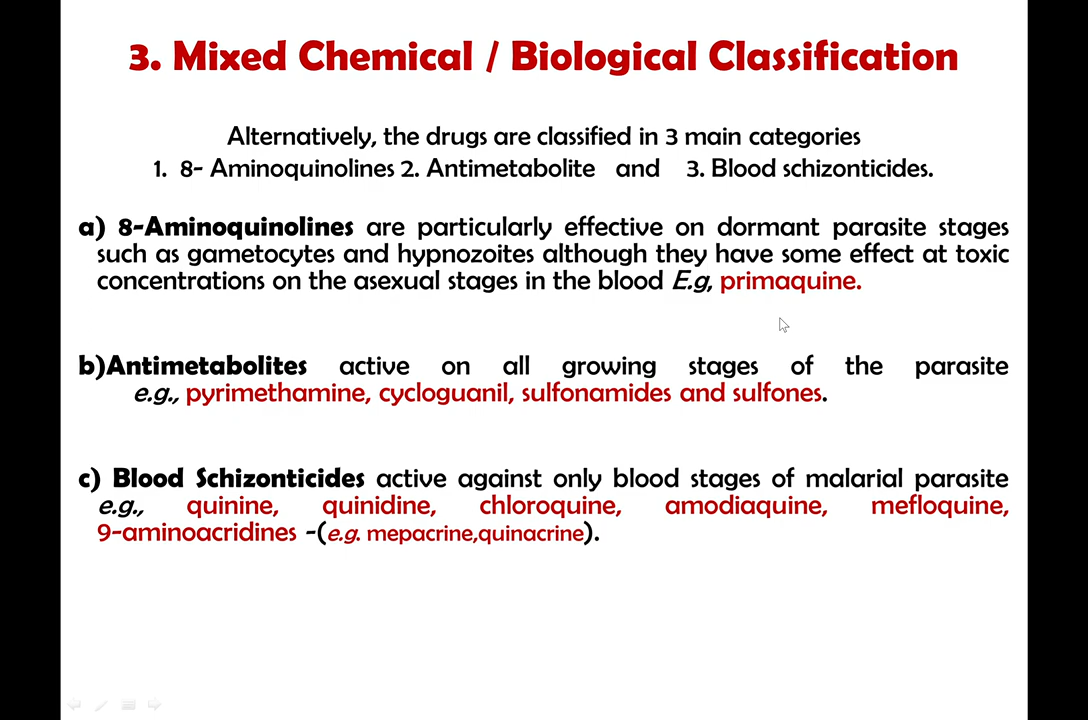 3. Mixed Chemical / Biological Classification
Alternatively, the drugs are classified in 3 main categories
1. 8- Aminoquinolines 2. Antimetabolite and 3. Blood schizonticides.
a) 8-Aminoquinolines are particularly effective on dormant parasite stages
such as gametocytes and hypnozoites although they have some effect at toxic
concentrations on the asexual stages in the blood E.g, primaquine.
b)Antimetabolites active on all growing stages of the parasite
e.g., pyrimethamine, cycloguanil, sulfonamides and sulfones.
c) Blood Schizonticides active against only blood stages of malarial parasite
e.g., quinine, quinidine, chloroquine, amodiaquine, mefloquine,
9-aminoacridines -(e.g. mepacrine,quinacrine).